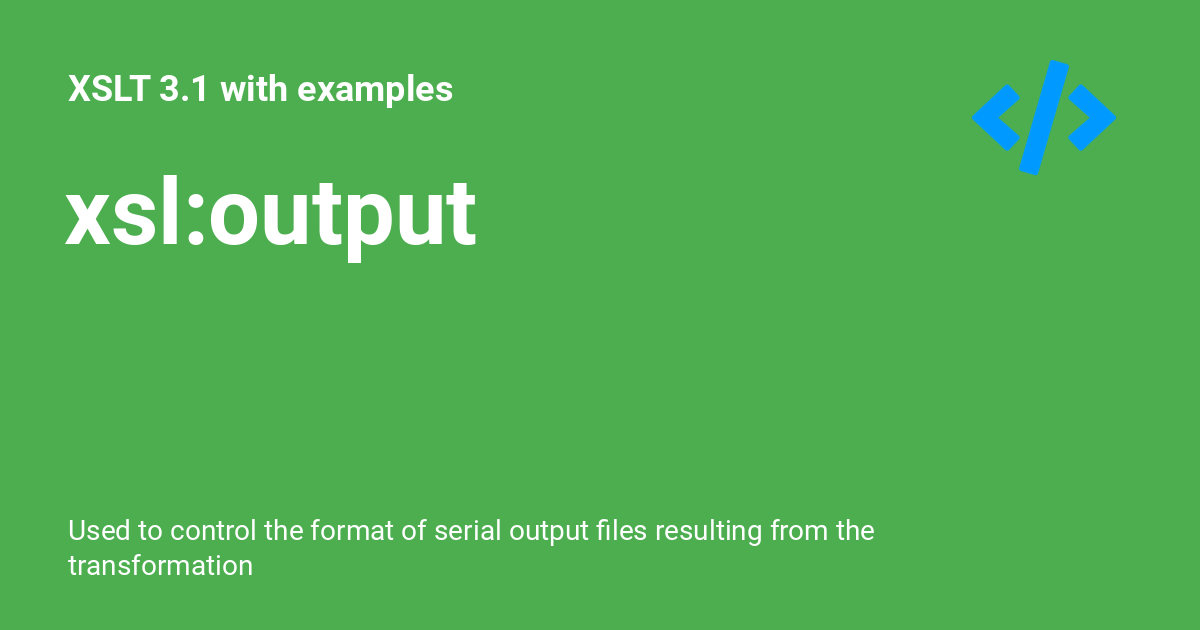 XSLT 3.1 with examples
xsl:output
Used to control the format of serial output files resulting from the
transformation